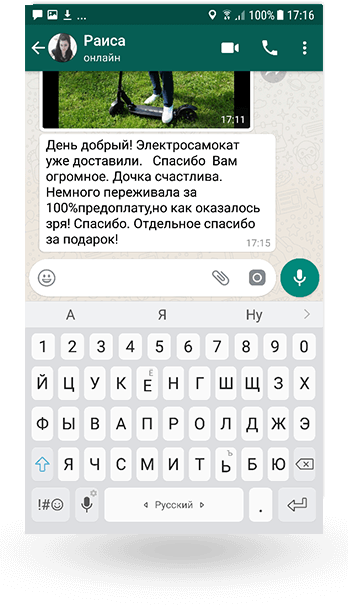 ... 100% 17:16
Раиса
онлайн
17:11
День добрый! Электросамокат
уже доставили. Спасибо Вам
огромное. Дочка счастлива.
Немного переживала за
100%предоплату,но как оказалось
зря! Спасибо. Отдельное спасибо
за подарок!
17:15
А Я Ну
1 2 3 4 5 6 7 8 9 0
Й Ц У К Е Ё Н Г Ш Щ З Х
Ф Ы В А П Р О Л Д Ж Э
Я Ч С М И Т Ь Ъ Б Ю
!#☺ Русский .